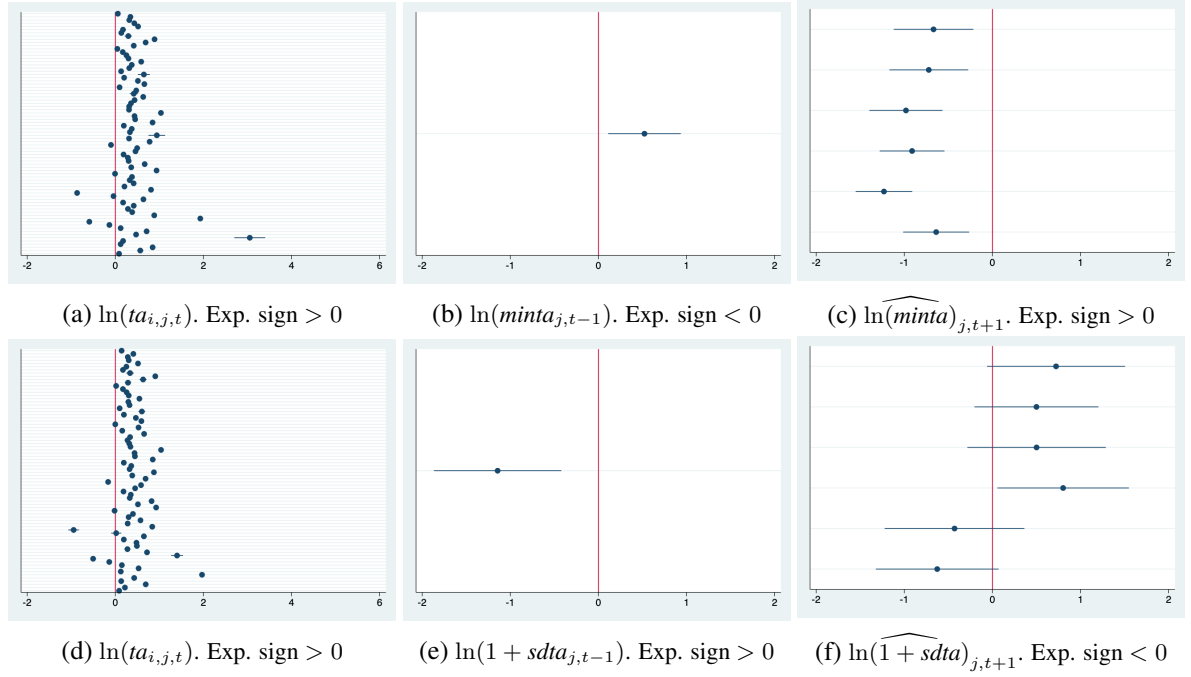 -2 0 2 4 6
-2 -1 0 1 2
-2 -1 0 1 2
(a) ln(ta_{i,j,t}). Exp. sign > 0
(b) ln(minta_{j,t−1}). Exp. sign < 0
(c) \widehat{ln(minta)}_{j,t+1}. Exp. sign > 0
-2 0 2 4 6
-2 -1 0 1 2
-2 -1 0 1 2
(d) ln(ta_{i,j,t}). Exp. sign > 0
(e) ln(1 + sdta_{j,t−1}). Exp. sign > 0
(f) \widehat{ln(1 + sdta)}_{j,t+1}. Exp. sign < 0